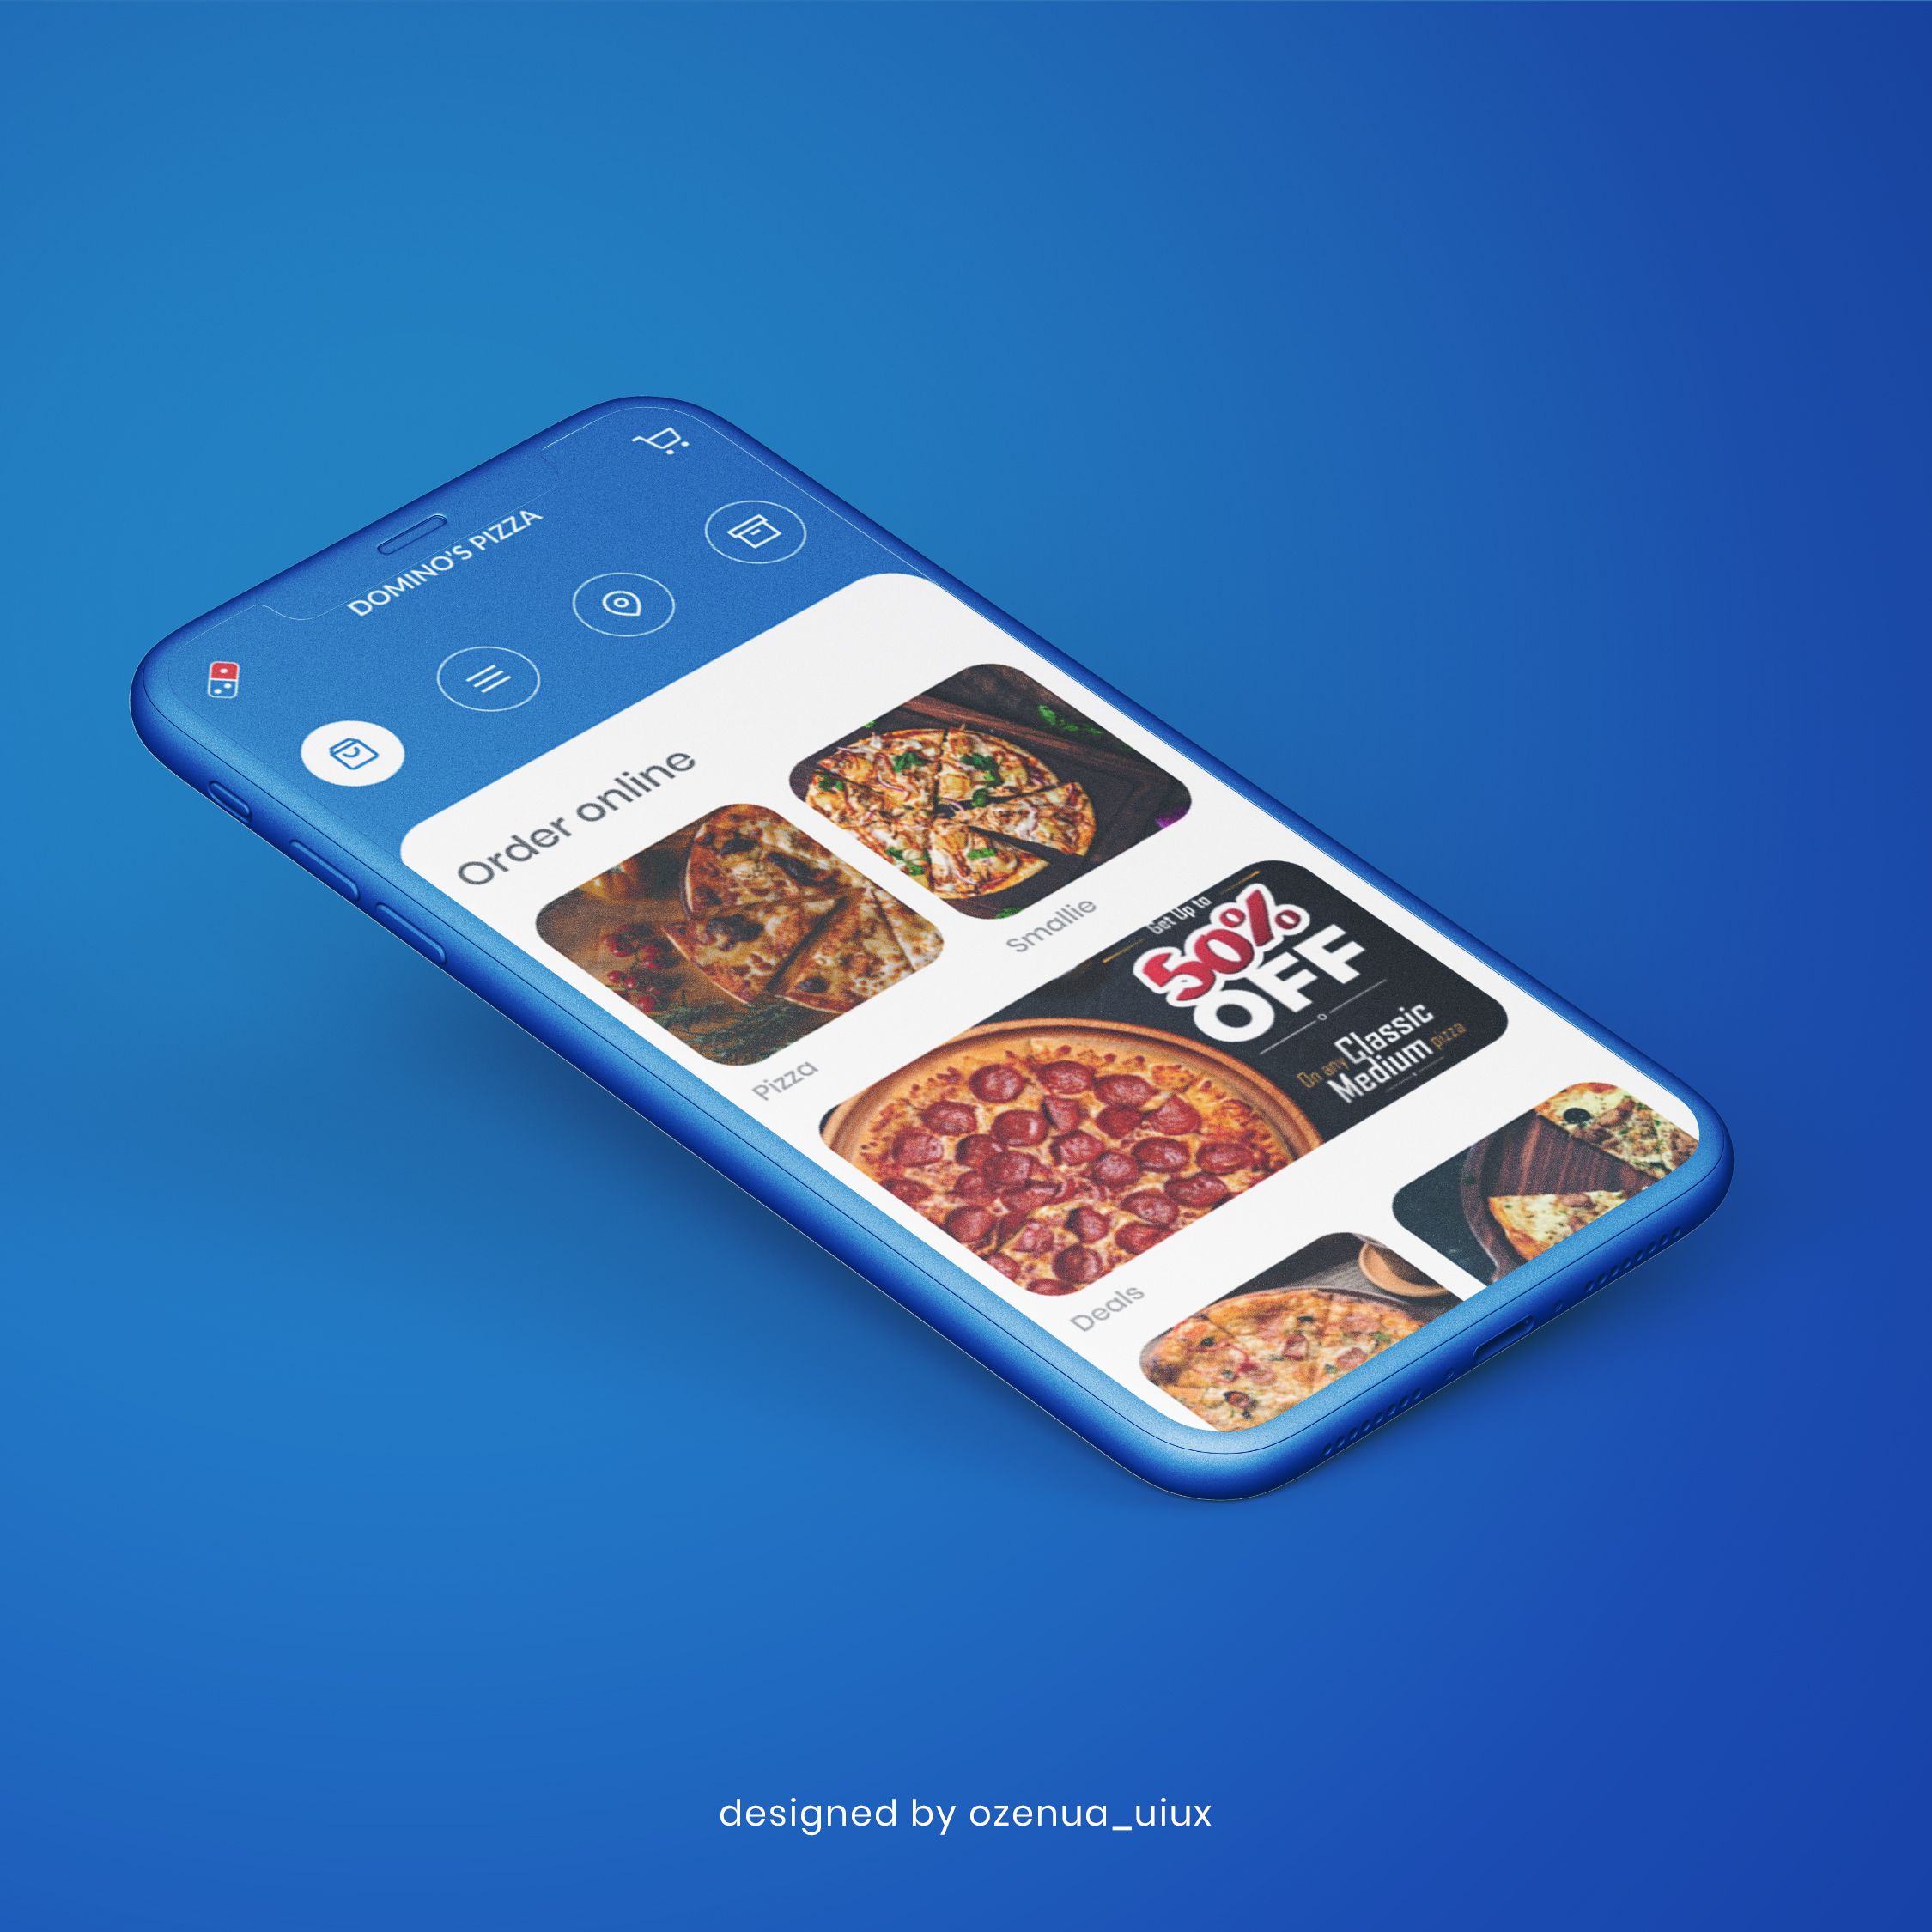 DOMINO'S PIZZA
Order online
Pizza
Smallie
Get Up to
50%
OFF
On any Classic
Medium pizza
Deals
designed by ozenua_uiux